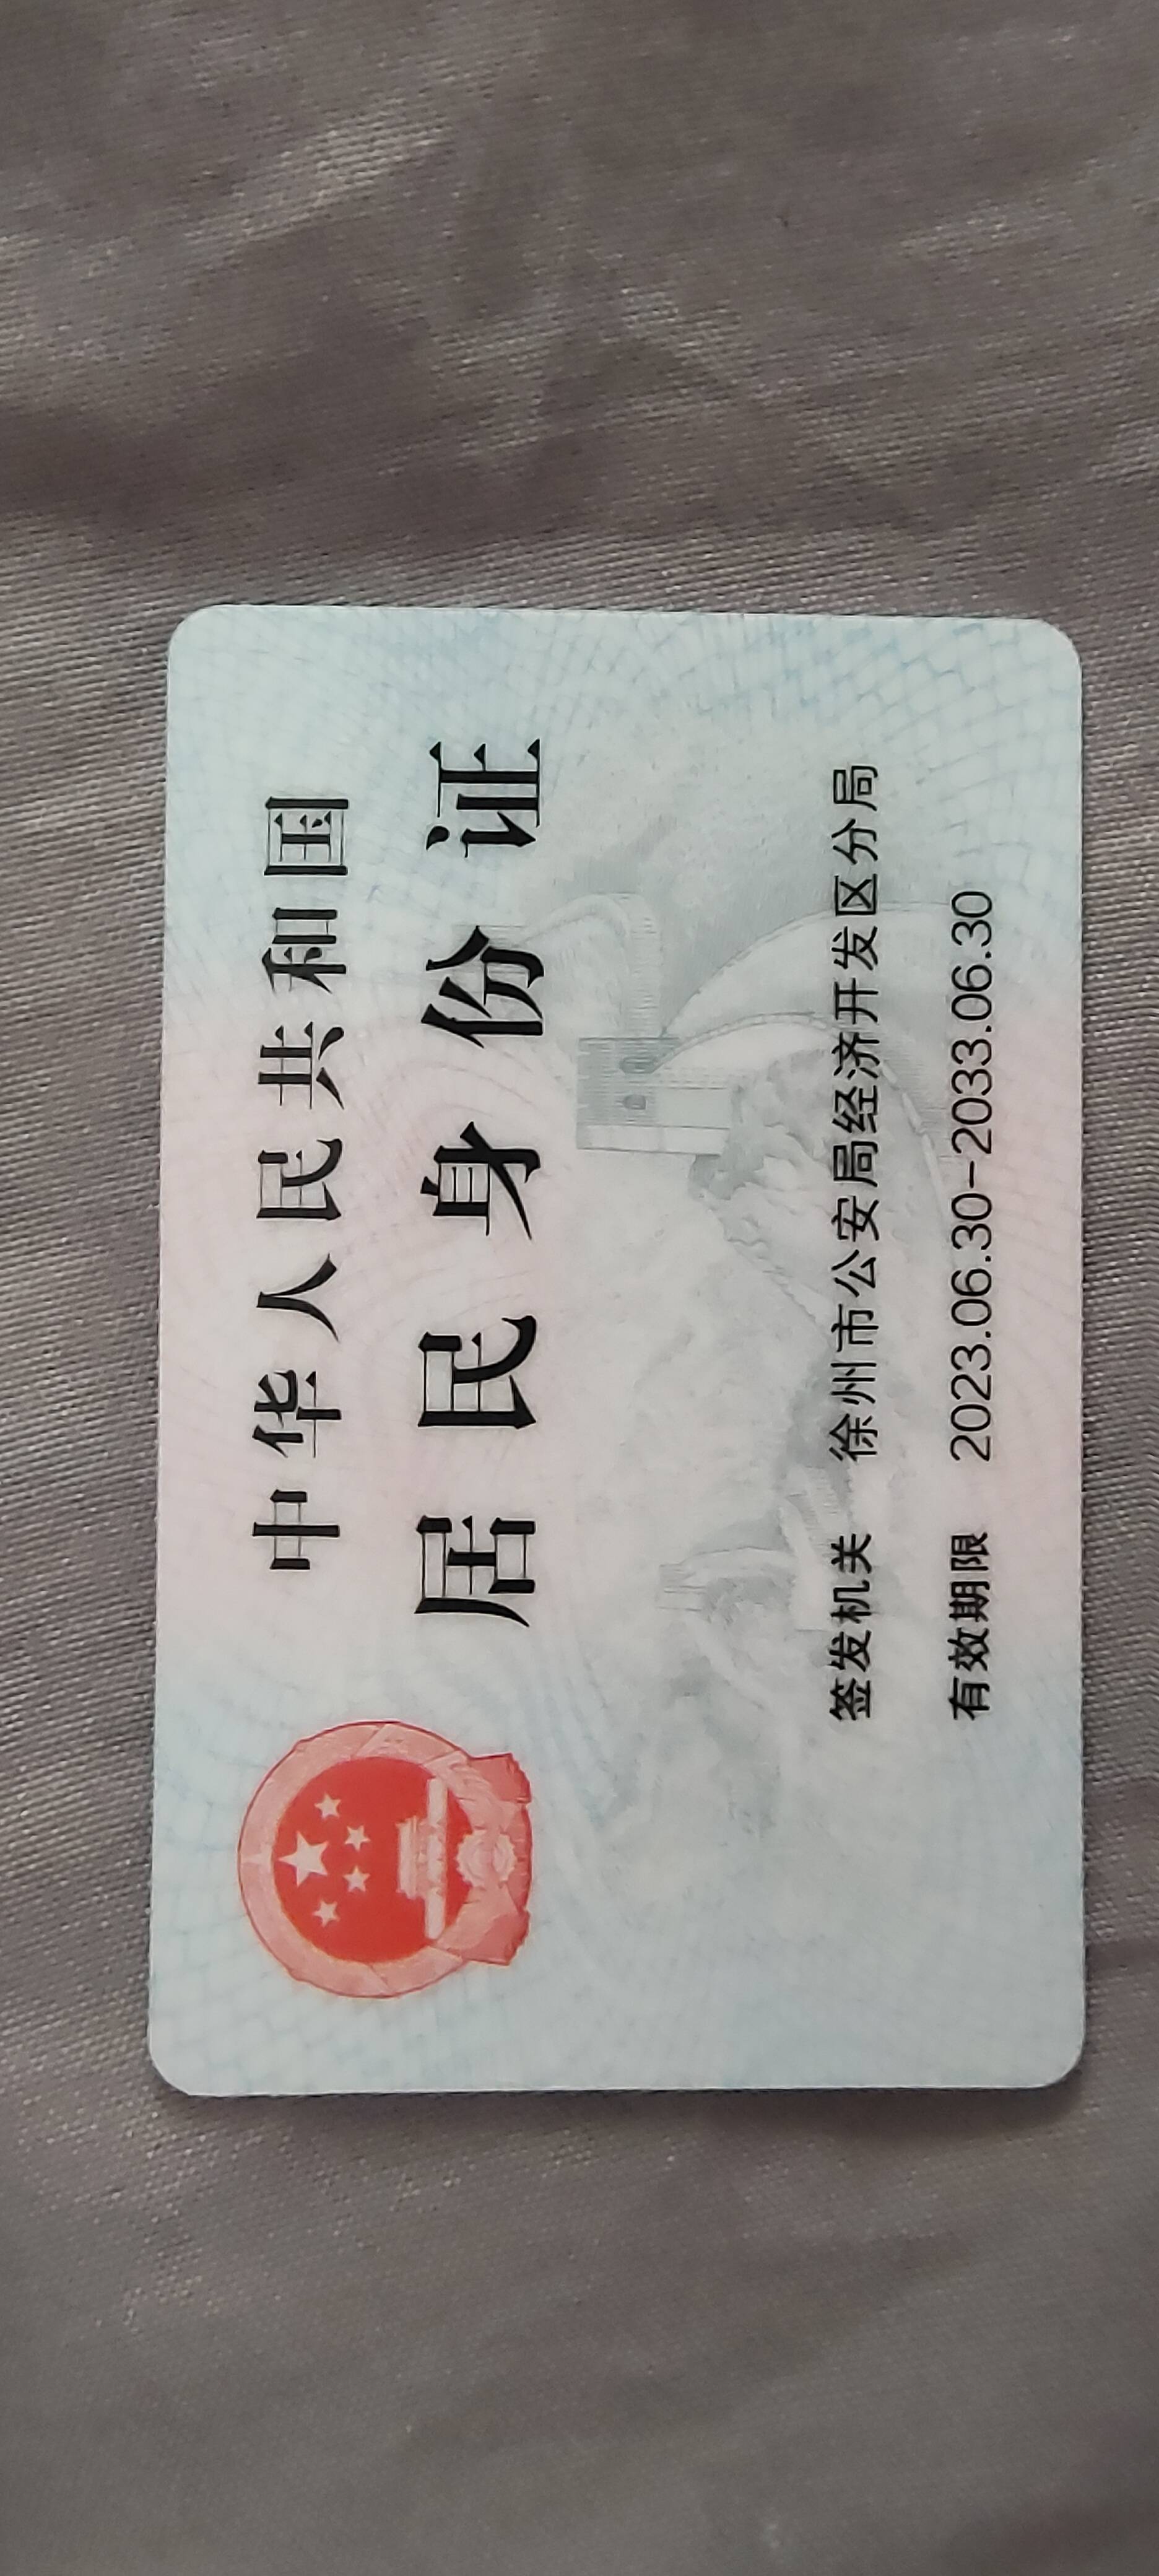 中华人民共和国
居民身份证
签发机关 徐州市公安局经济开发区分局
有效期限 2023.06.30-2033.06.30